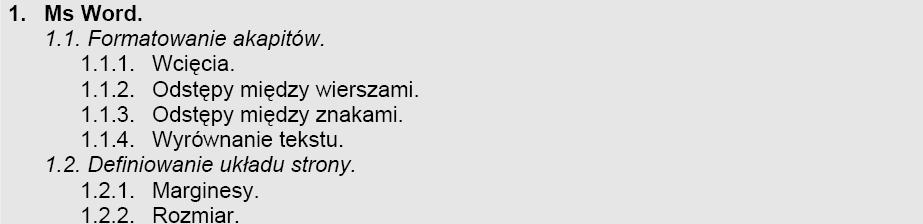 1. Ms Word.
1.1. Formatowanie akapitów.
1.1.1. Wcięcia.
1.1.2. Odstępy między wierszami.
1.1.3. Odstępy między znakami.
1.1.4. Wyrównanie tekstu.
1.2. Definiowanie układu strony.
1.2.1. Marginesy.
1.2.2. Rozmiar.